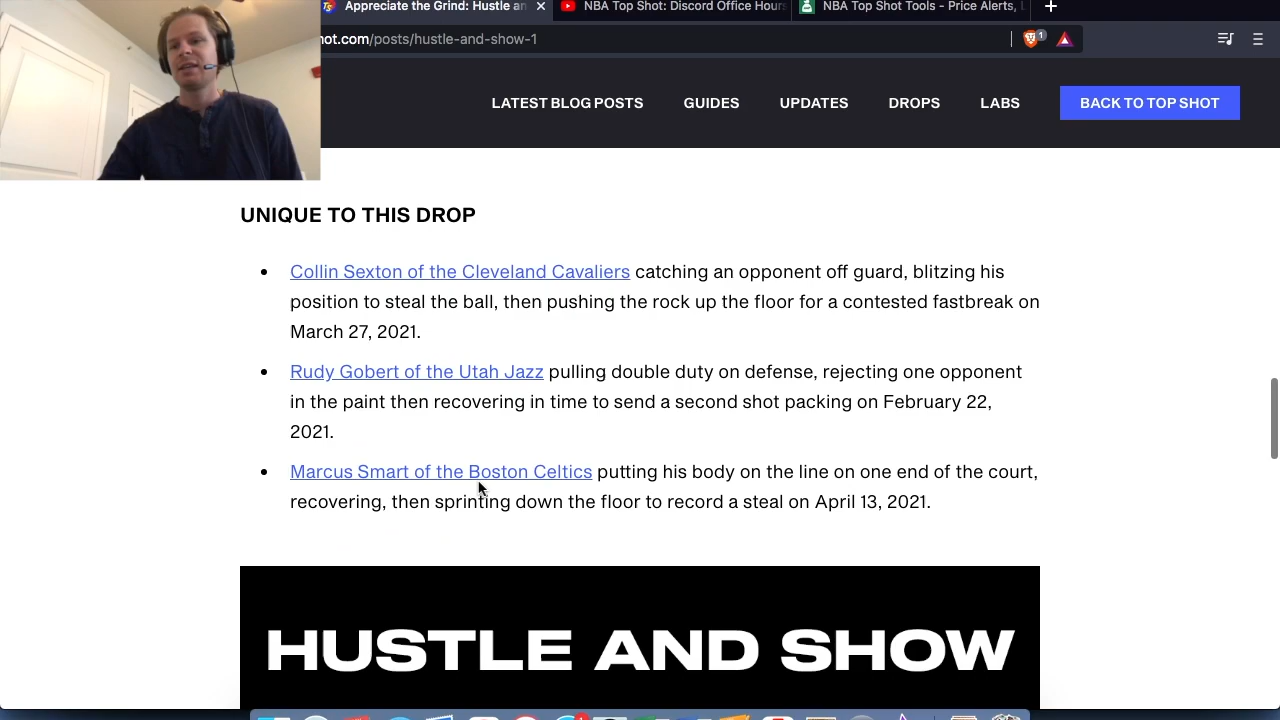 Appreciate the Grind: Hustle an
NBA Top Shot: Discord Office Hours
NBA Top Shot Tools - Price Alerts, L
hot.com/posts/hustle-and-show-1
1
LATEST BLOG POSTS
GUIDES
UPDATES
DROPS
LABS
BACK TO TOP SHOT
UNIQUE TO THIS DROP
Collin Sexton of the Cleveland Cavaliers catching an opponent off guard, blitzing his
position to steal the ball, then pushing the rock up the floor for a contested fastbreak on
March 27, 2021.
Rudy Gobert of the Utah Jazz pulling double duty on defense, rejecting one opponent
in the paint then recovering in time to send a second shot packing on February 22,
2021.
Marcus Smart of the Boston Celtics putting his body on the line on one end of the court,
recovering, then sprinting down the floor to record a steal on April 13, 2021.
HUSTLE AND SHOW